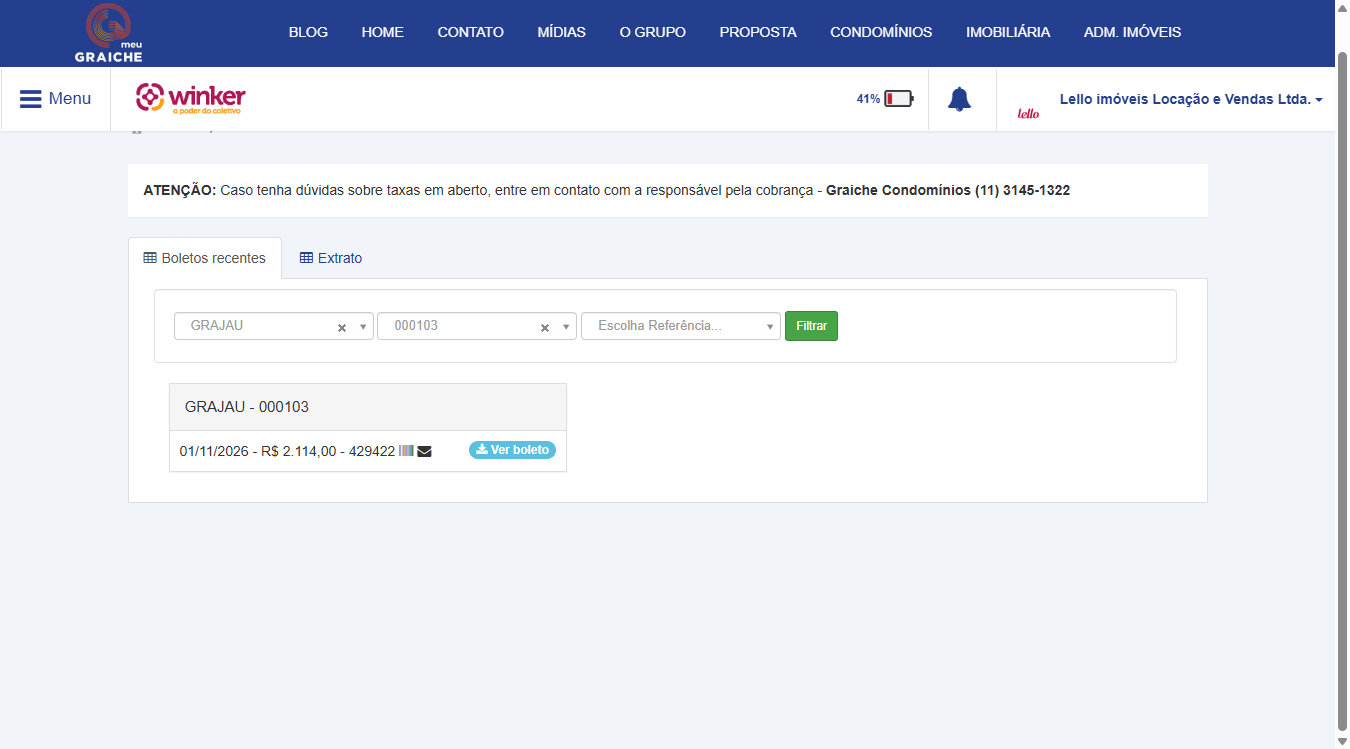 meu
GRAICHE
BLOG HOME CONTATO MÍDIAS O GRUPO PROPOSTA CONDOMÍNIOS IMOBILIÁRIA ADM. IMÓVEIS
Menu
winker
o poder do coletivo
41%
lello
Lello imóveis Locação e Vendas Ltda.
ATENÇÃO: Caso tenha dúvidas sobre taxas em aberto, entre em contato com a responsável pela cobrança - Graiche Condomínios (11) 3145-1322
Boletos recentes Extrato
GRAJAU × 000103 × Escolha Referência... Filtrar
GRAJAU - 000103
01/11/2026 - R$ 2.114,00 - 429422 Ver boleto